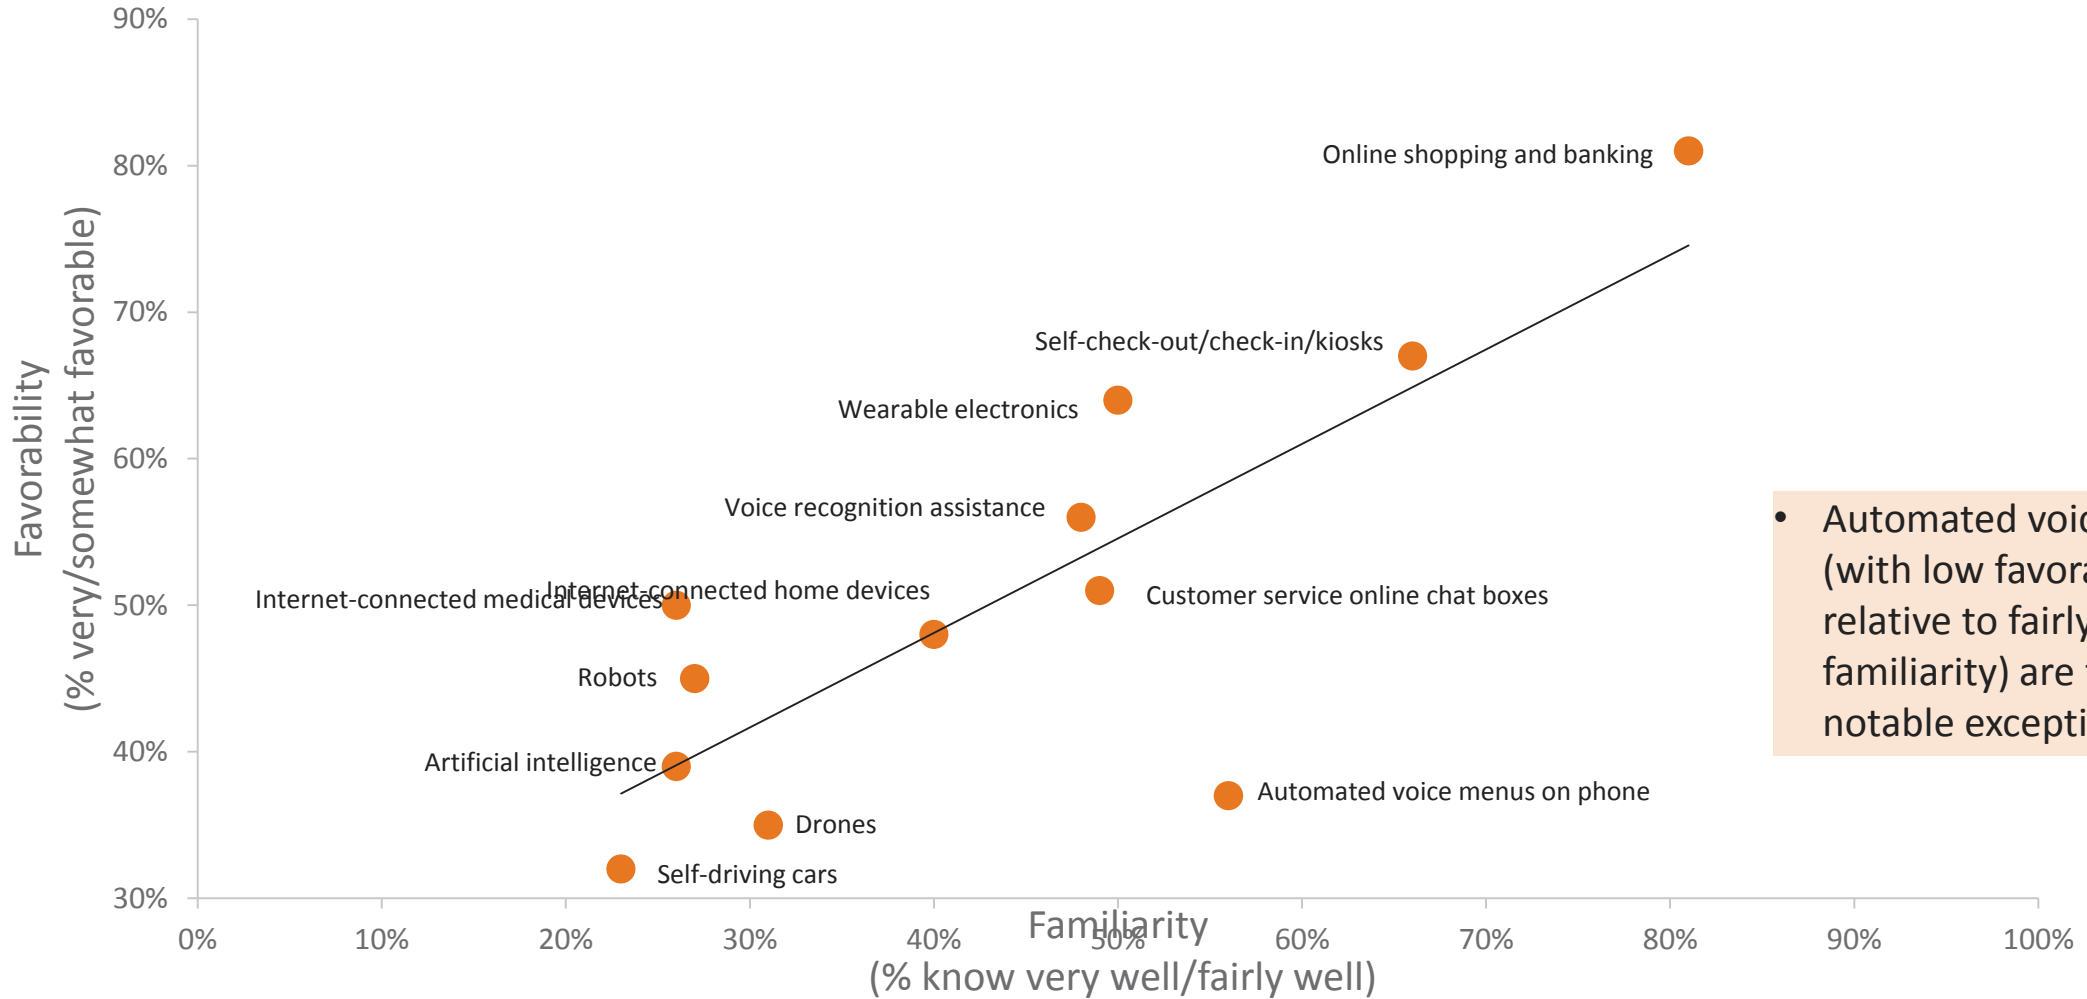 90%
80%
70%
60%
50%
40%
30%
Favorability
(% very/somewhat favorable)
Online shopping and banking
Self-check-out/check-in/kiosks
Wearable electronics
Voice recognition assistance
Internet-connected home devices
Internet-connected medical devices
Customer service online chat boxes
Robots
Artificial intelligence
Automated voice menus on phone
Drones
Self-driving cars
• Automated
(with low
relative to fairly
familiarity) are
notable
0% 10% 20% 30% 40% 50% 60% 70% 80% 90% 100%
Familiarity
(% know very well/fairly well)